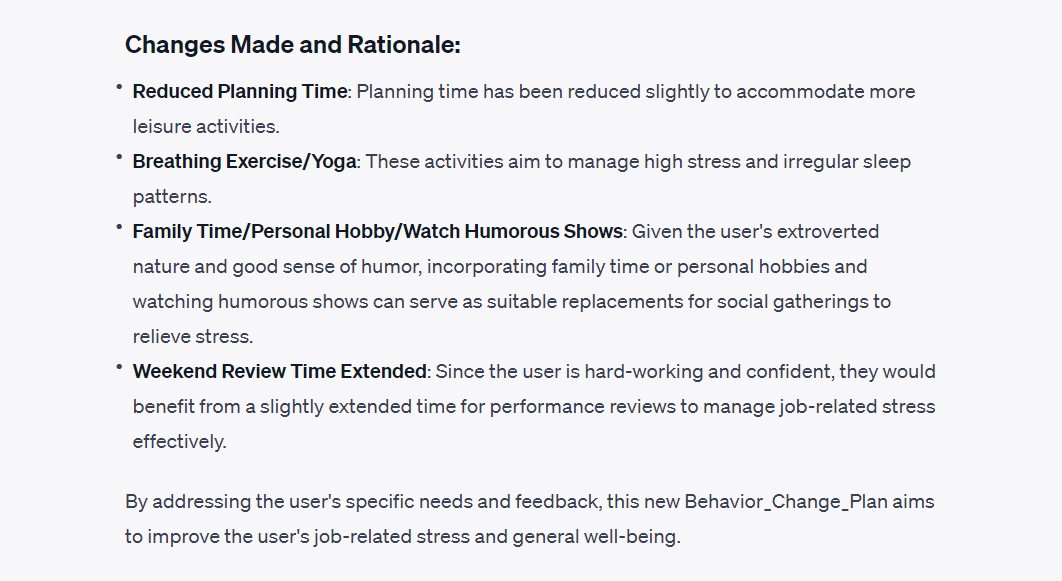 Changes Made and Rationale:
• Reduced Planning Time: Planning time has been reduced slightly to accommodate more
leisure activities.
• Breathing Exercise/Yoga: These activities aim to manage high stress and irregular sleep
patterns.
• Family Time/Personal Hobby/Watch Humorous Shows: Given the user's extroverted
nature and good sense of humor, incorporating family time or personal hobbies and
watching humorous shows can serve as suitable replacements for social gatherings to
relieve stress.
• Weekend Review Time Extended: Since the user is hard-working and confident, they would
benefit from a slightly extended time for performance reviews to manage job-related stress
effectively.
By addressing the user's specific needs and feedback, this new Behavior_Change_Plan aims
to improve the user's job-related stress and general well-being.